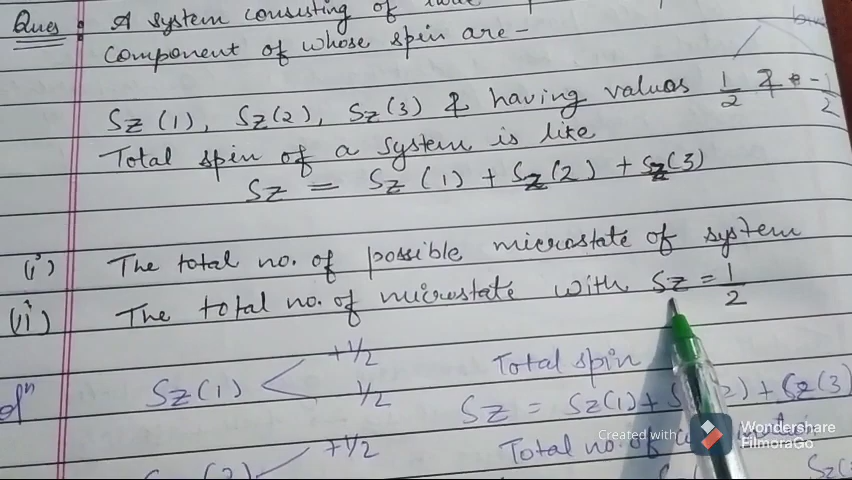 Ques : A system consisting of
component of whose spin are -
Sz (1), Sz(2), Sz (3) & having values 1/2 & -1/2
Total spin of a system is like
Sz = Sz (1) + Sz(2) + Sz(3)
(i) The total no. of possible microstate of system
(ii) The total no. of microstate with Sz = 1/2
Sz(1) +1/2
1/2
Total spin
Sz = Sz(1) + 2) + Sz(3)
+1/2
Total no. of
Created with Wondershare FilmoraGo